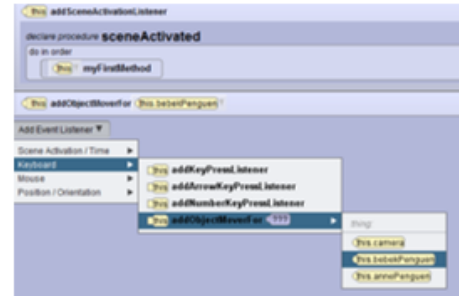 this addSceneActivationListener
declare procedure sceneActivated
do in order
this myFirstMethod
this addObjectMoverFor this.bebekPenguen
Add Event Listener ▼
Scene Activation / Time
Keyboard
Mouse
Position / Orientation
this addKeyPressListener
this addArrowKeyPressListener
this addNumberKeyPressListener
this addObjectMoverFor ???
thing:
this.camera
this.bebekPenguen
this.annePenguen